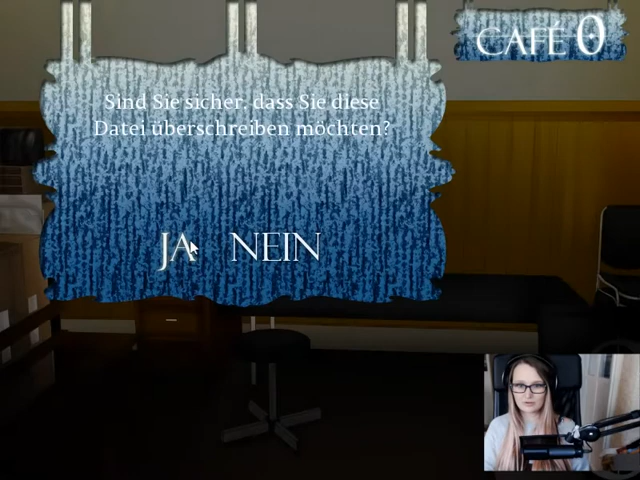 CAFÉ 0
Sind Sie sicher, dass Sie diese
Datei überschreiben möchten?
JA NEIN